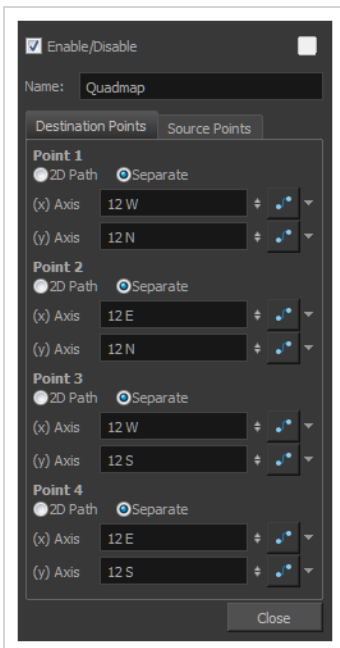 Enable/Disable
Name: Quadmap
Destination Points Source Points
Point 1
2D Path Separate
(x) Axis 12 W
(y) Axis 12 N
Point 2
2D Path Separate
(x) Axis 12 E
(y) Axis 12 N
Point 3
2D Path Separate
(x) Axis 12 W
(y) Axis 12 S
Point 4
2D Path Separate
(x) Axis 12 E
(y) Axis 12 S
Close